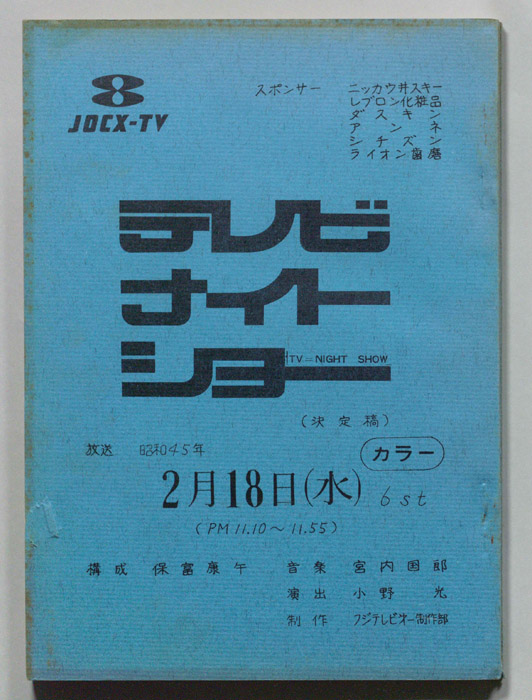 JOCX-TV
スポンサー ニッカウ井スキー
レブロン化粧品
ダスキン
アンネ
シチズン
ライオン歯磨
テレビ
ナイト
ショー
TV=NIGHT SHOW
(決定稿)
放送 昭和45年
カラー
2月18日(水) 6st
(PM 11.10〜11.55)
構成 保富康午 音楽 宮内国郎
演出 小野光
制作 フジテレビオー制作部